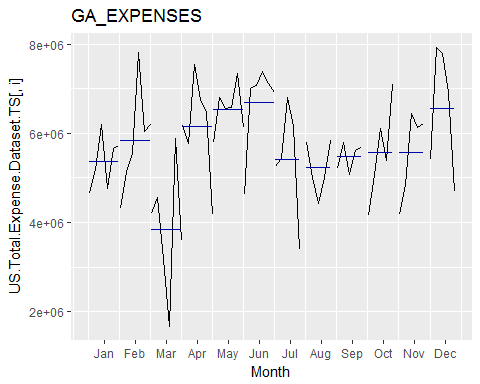 GA_EXPENSES
US.Total.Expense.Dataset.TS[, i]
8e+06
6e+06
4e+06
2e+06
Jan Feb Mar Apr May Jun Jul Aug Sep Oct Nov Dec
Month